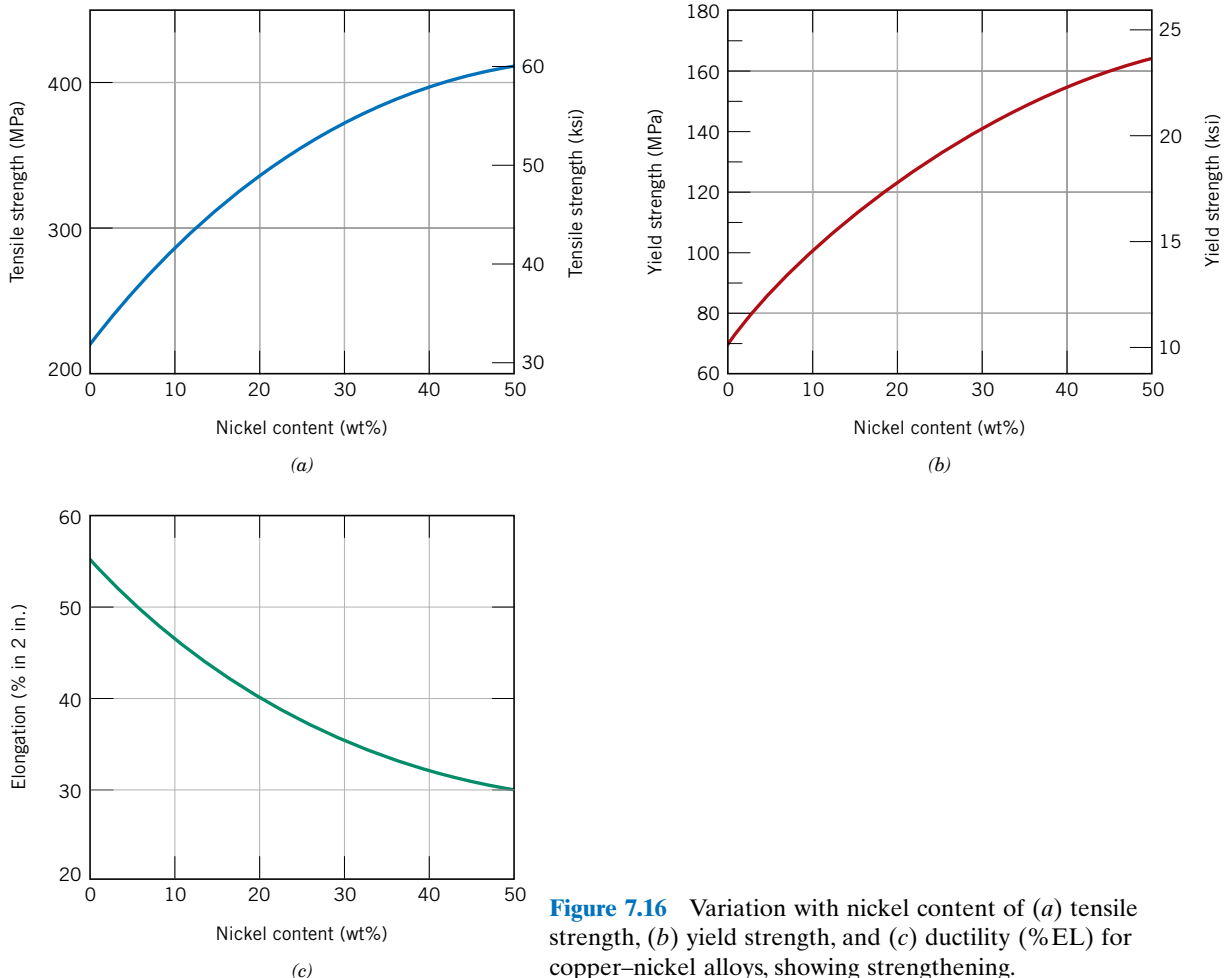 400
300
200
Tensile strength (MPa)
60
50
40
30
Tensile strength (ksi)
0 10 20 30 40 50
Nickel content (wt%)
(a)
180
160
140
120
100
80
60
Yield strength (MPa)
25
20
15
10
Yield strength (ksi)
0 10 20 30 40 50
Nickel content (wt%)
(b)
60
50
40
30
20
Elongation (% in 2 in.)
0 10 20 30 40 50
Nickel content (wt%)
(c)
Figure 7.16 Variation with nickel content of (a) tensile
strength, (b) yield strength, and (c) ductility (%EL) for
copper–nickel alloys, showing strengthening.